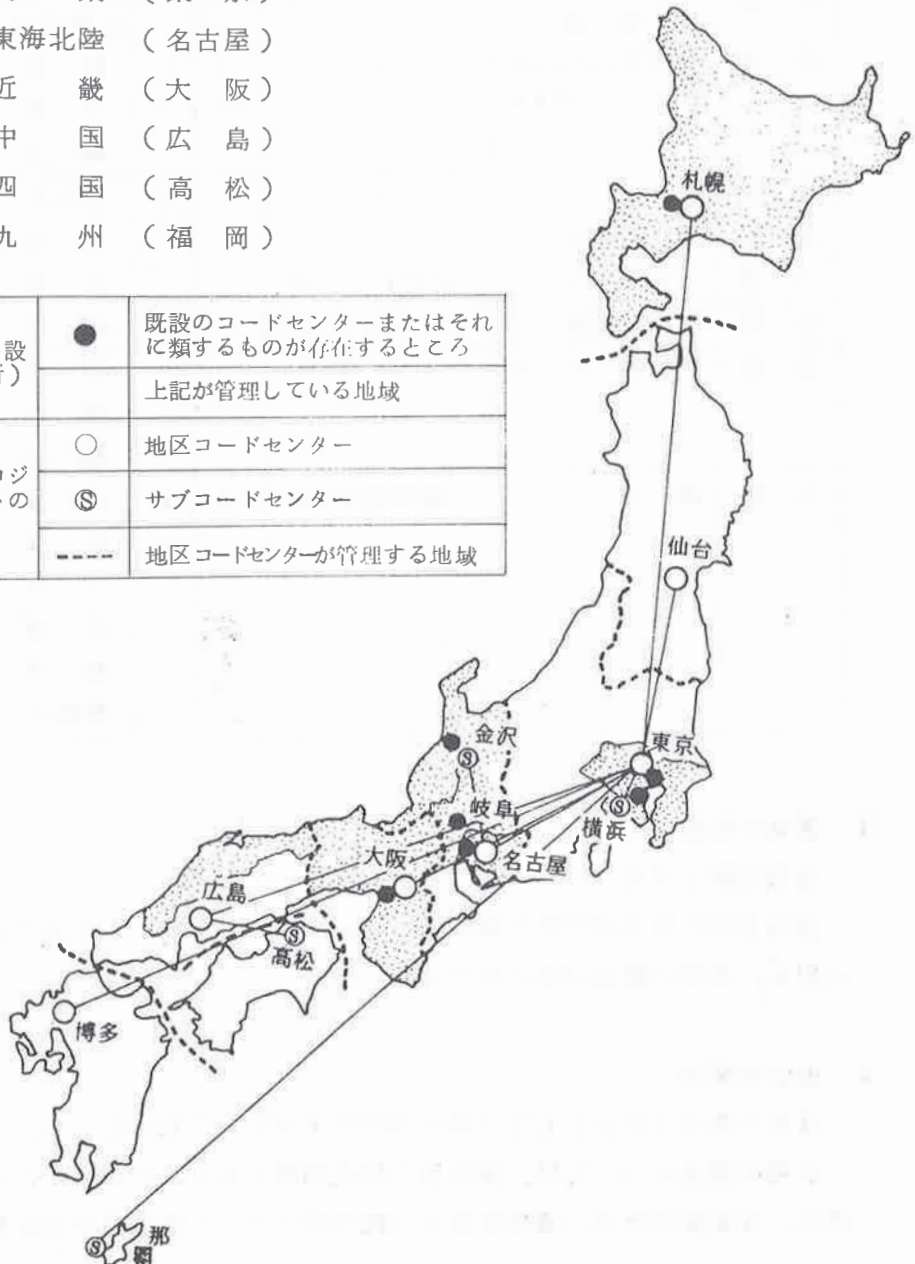 東海北陸 （名古屋）
近　　畿 （大　阪）
中　　国 （広　島）
四　　国 （高　松）
九　　州 （福　岡）
設
● 既設のコードセンターまたはそれ
に類するものが存在するところ
上記が管理している地域
○ 地区コードセンター
Ⓢ サブコードセンター
---- 地区コードセンターが管理する地域
札幌
仙台
東京
金沢
Ⓢ
岐阜
Ⓢ
横浜
名古屋
大阪
広島
Ⓢ
高松
博多
Ⓢ
那覇